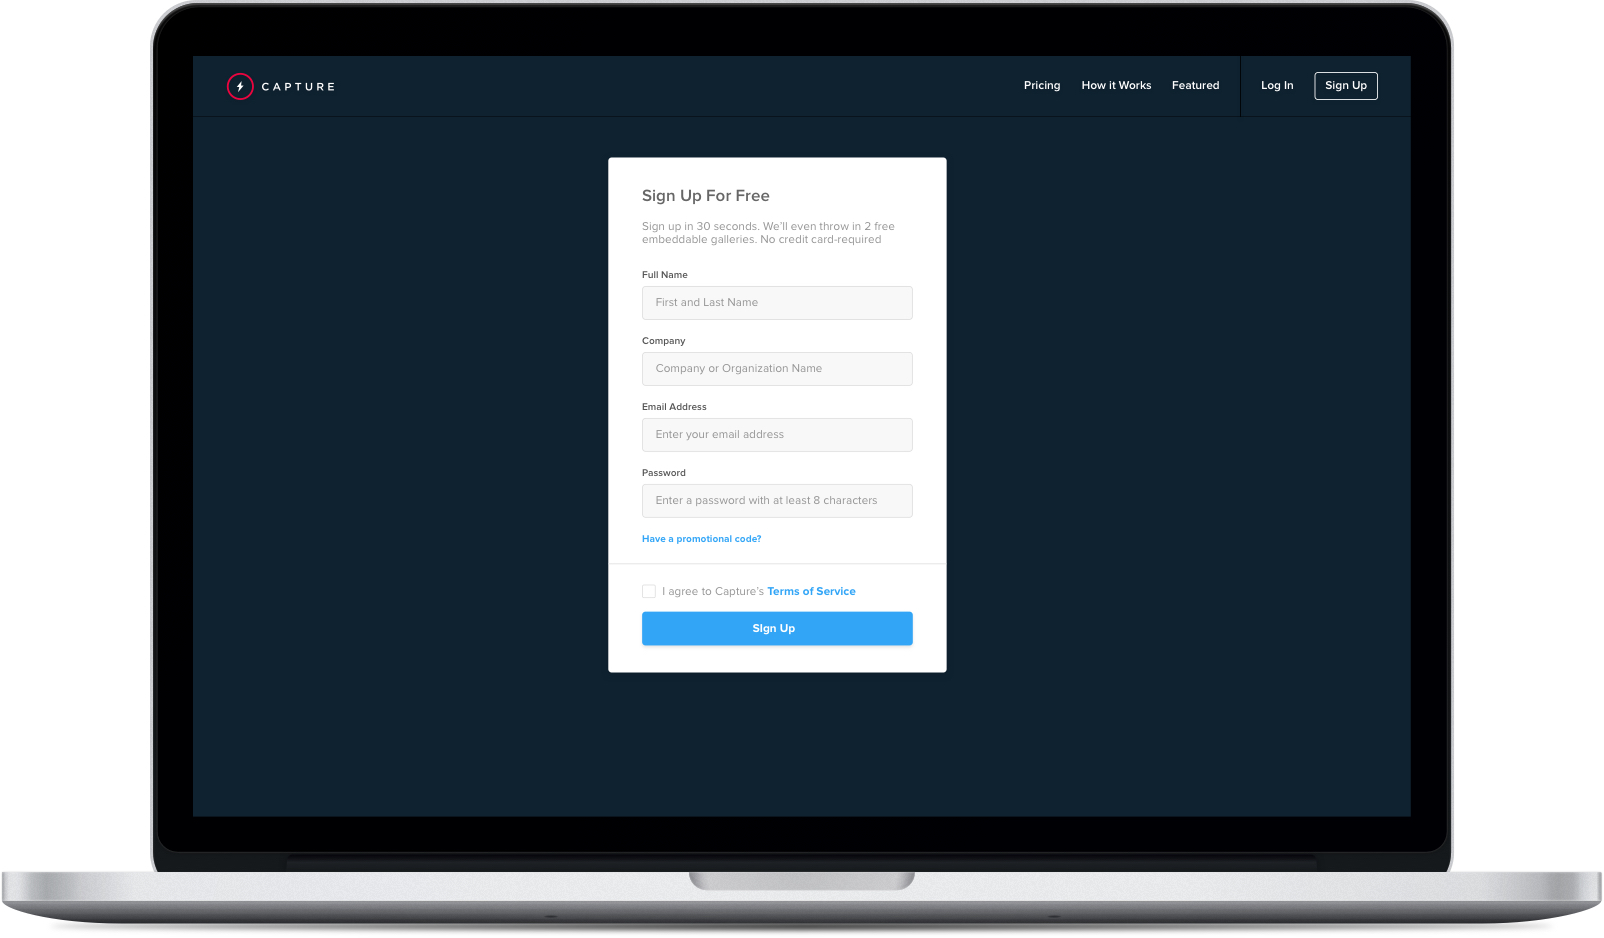 CAPTURE
Pricing
How it Works
Featured
Log In
Sign Up
Sign Up For Free
Sign up in 30 seconds. We'll even throw in 2 free
embeddable galleries. No credit card-required
Full Name
First and Last Name
Company
Company or Organization Name
Email Address
Enter your email address
Password
Enter a password with at least 8 characters
Have a promotional code?
I agree to Capture's Terms of Service
SIgn Up